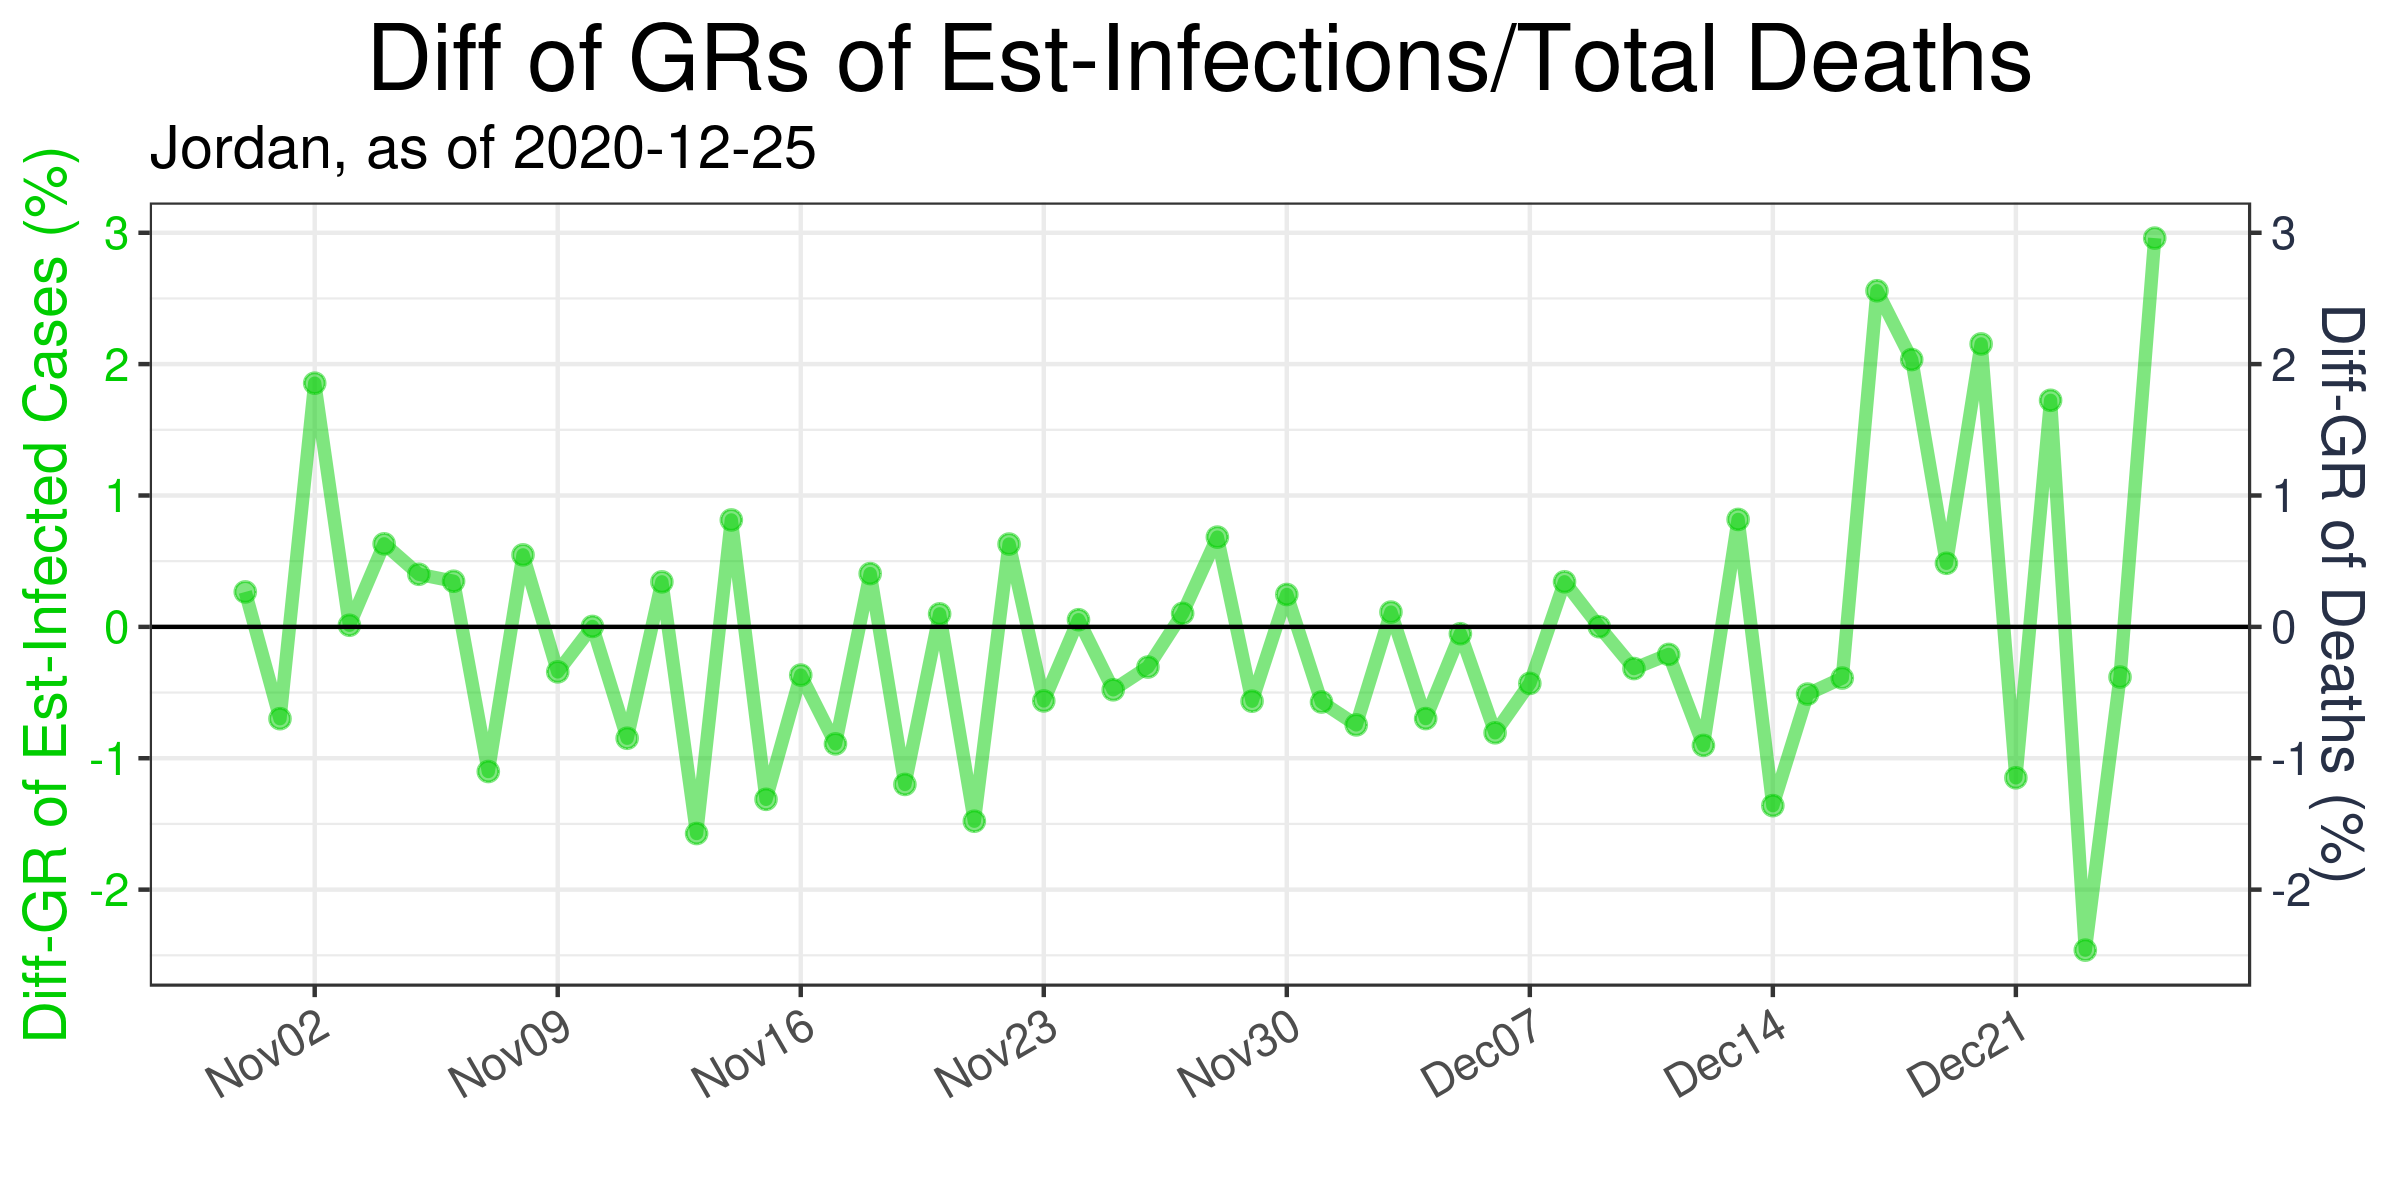 Diff of GRs of Est-Infections/Total Deaths
Jordan, as of 2020-12-25
Diff-GR of Est-Infected Cases (%)
3
2
1
0
-1
-2
3
2
1
0
-1
-2
Diff-GR of Deaths (%)
Nov02
Nov09
Nov16
Nov23
Nov30
Dec07
Dec14
Dec21